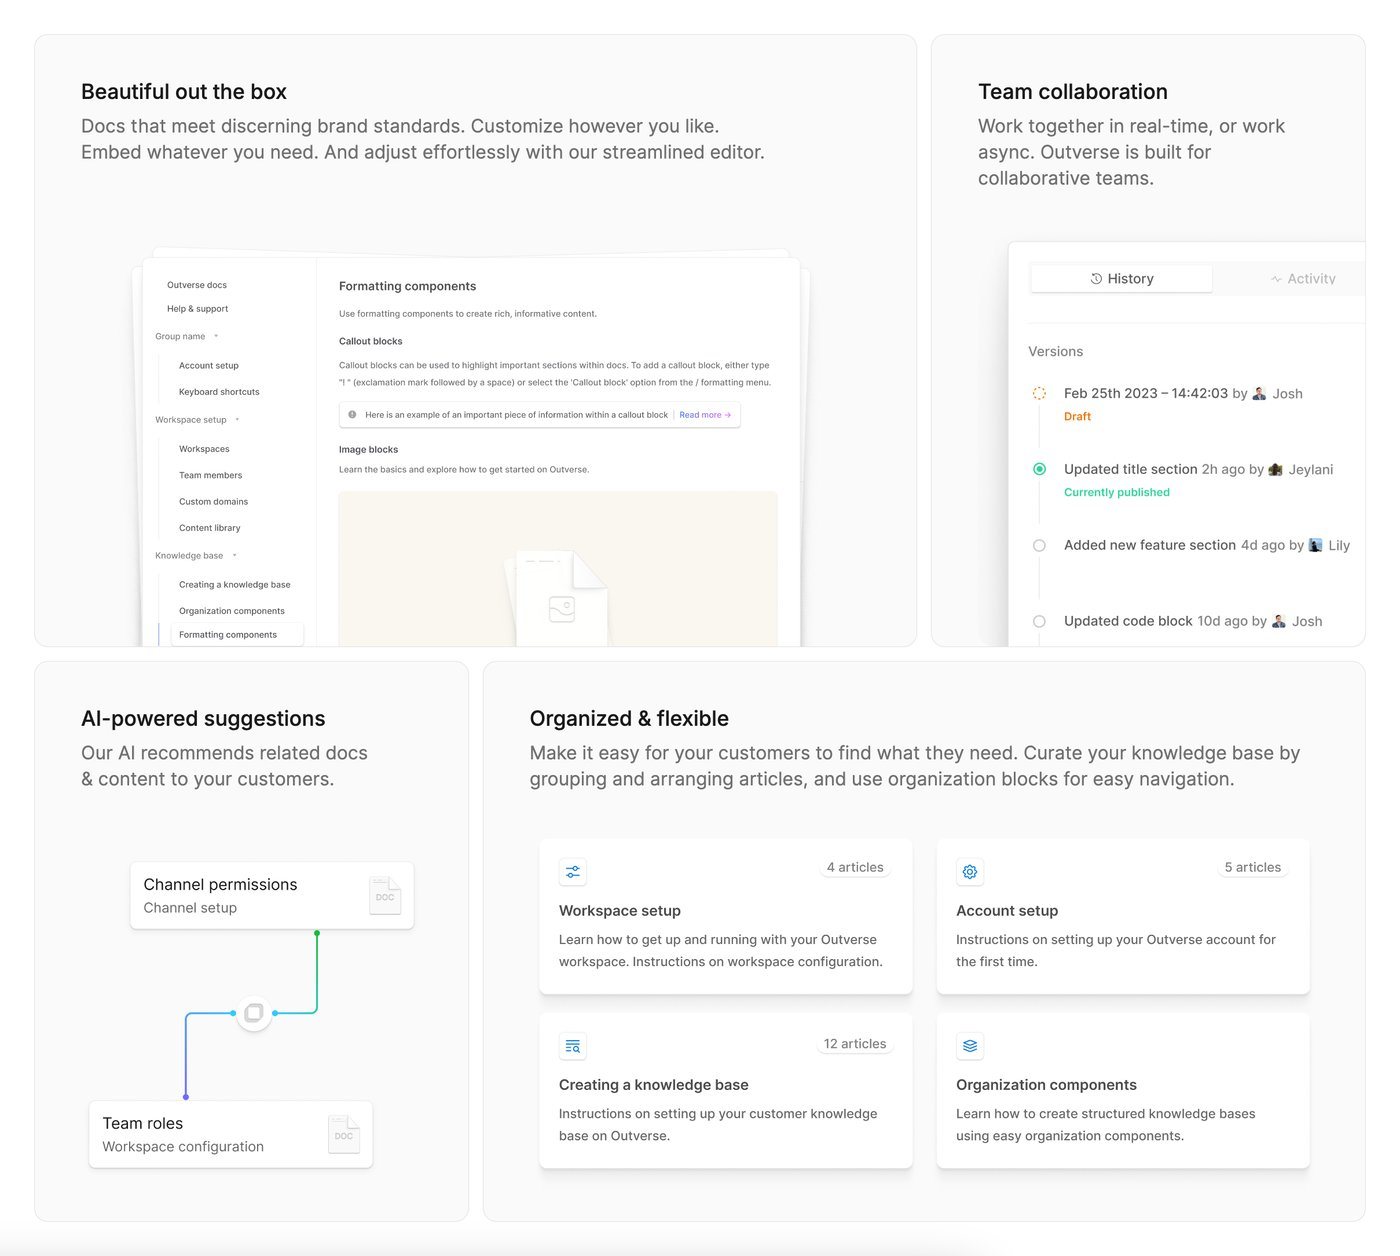 Beautiful out the box
Docs that meet discerning brand standards. Customize however you like.
Embed whatever you need. And adjust effortlessly with our streamlined editor.
Outverse docs
Help & support
Group name
Account setup
Keyboard shortcuts
Workspace setup
Workspaces
Team members
Custom domains
Content library
Knowledge base
Creating a knowledge base
Organization components
Formatting components
Formatting components
Use formatting components to create rich, informative content.
Callout blocks
Callout blocks can be used to highlight important sections within docs. To add a callout block, either type
"! " (exclamation mark followed by a space) or select the 'Callout block' option from the / formatting menu.
Here is an example of an important piece of information within a callout block | Read more →
Image blocks
Learn the basics and explore how to get started on Outverse.
Team collaboration
Work together in real-time, or work
async. Outverse is built for
collaborative teams.
History
Activity
Versions
Feb 25th 2023 – 14:42:03 by Josh
Draft
Updated title section 2h ago by Jeylani
Currently published
Added new feature section 4d ago by Lily
Updated code block 10d ago by Josh
AI-powered suggestions
Our AI recommends related docs
& content to your customers.
Channel permissions
Channel setup
DOC
Team roles
Workspace configuration
DOC
Organized & flexible
Make it easy for your customers to find what they need. Curate your knowledge base by
grouping and arranging articles, and use organization blocks for easy navigation.
4 articles
Workspace setup
Learn how to get up and running with your Outverse
workspace. Instructions on workspace configuration.
5 articles
Account setup
Instructions on setting up your Outverse account for
the first time.
12 articles
Creating a knowledge base
Instructions on setting up your customer knowledge
base on Outverse.
Organization components
Learn how to create structured knowledge bases
using easy organization components.